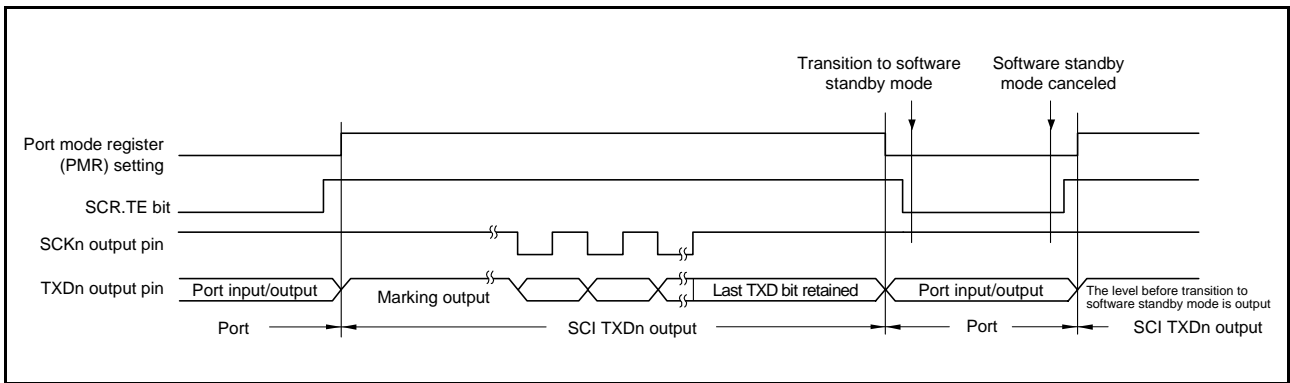 Transition to software
standby mode
Software standby
mode canceled
Port mode register
(PMR) setting
SCR.TE bit
SCKn output pin
TXDn output pin
Port input/output
Marking output
Last TXD bit retained
Port input/output
The level before transition to
software standby mode is output
Port
SCI TXDn output
Port
SCI TXDn output